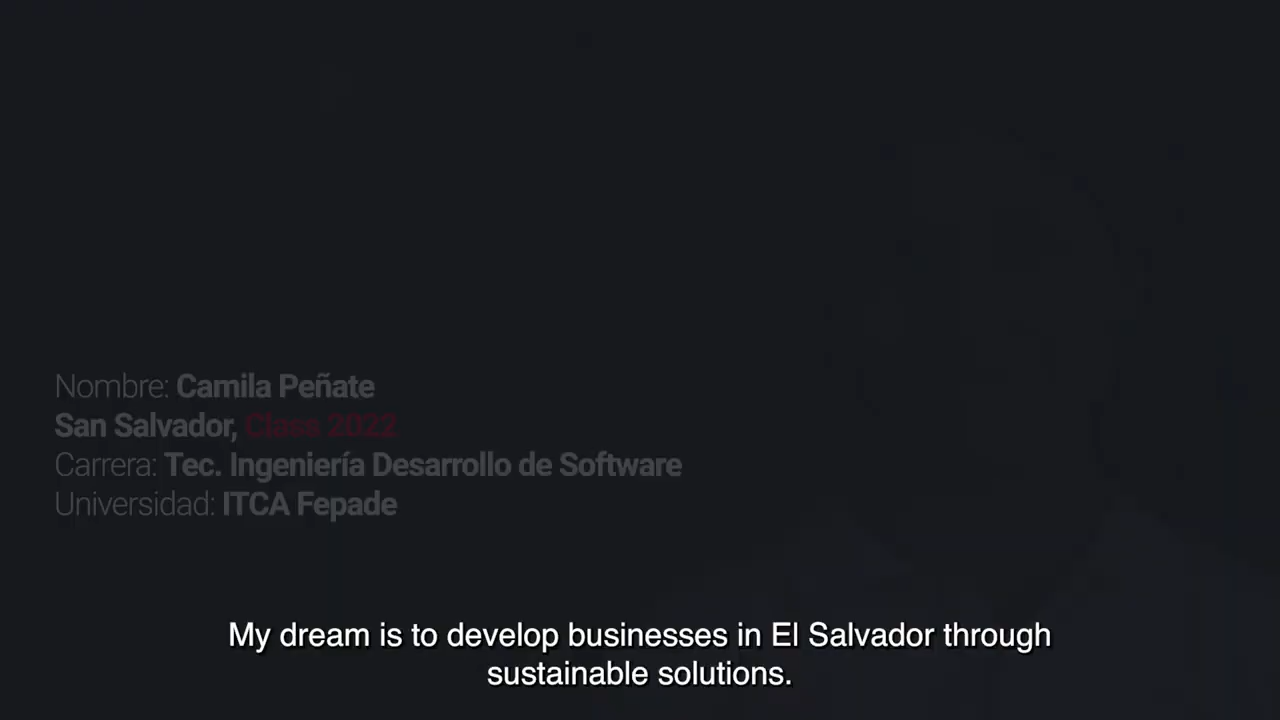 Nombre: Camila Peñate
San Salvador, Class 2022
Carrera: Tec. Ingeniería Desarrollo de Software
Universidad: ITCA Fepade
My dream is to develop businesses in El Salvador through
sustainable solutions.